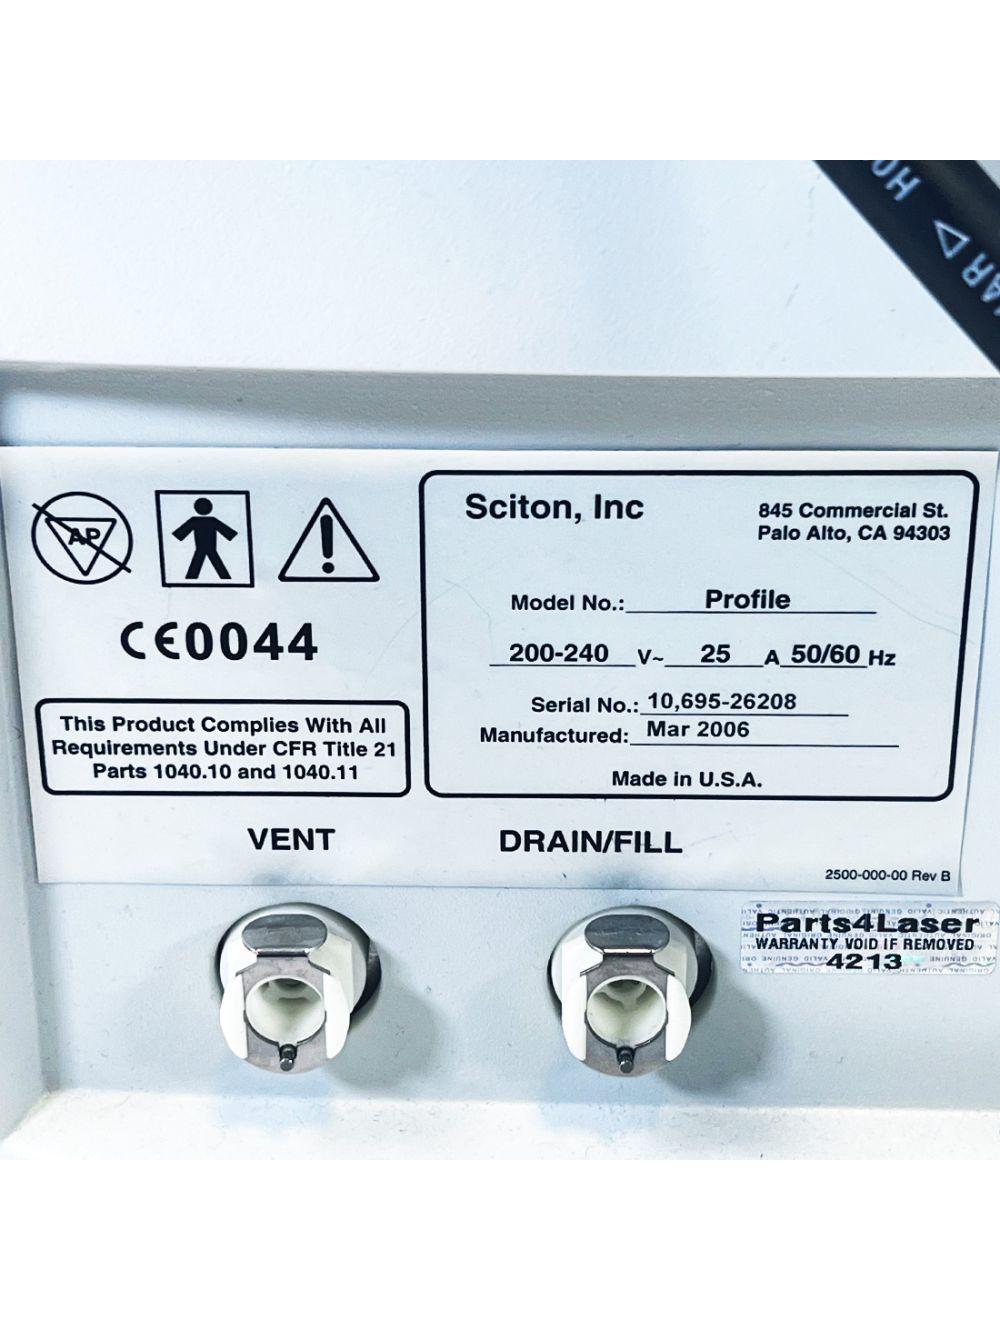 HO
AP
CE0044
This Product Complies With All
Requirements Under CFR Title 21
Parts 1040.10 and 1040.11
Sciton, Inc
845 Commercial St.
Palo Alto, CA 94303
Model No.: Profile
200-240 V~ 25 A 50/60 Hz
Serial No.: 10,695-26208
Manufactured: Mar 2006
Made in U.S.A.
VENT
DRAIN/FILL
2500-000-00 Rev B
Parts4Laser
WARRANTY VOID IF REMOVED
4213